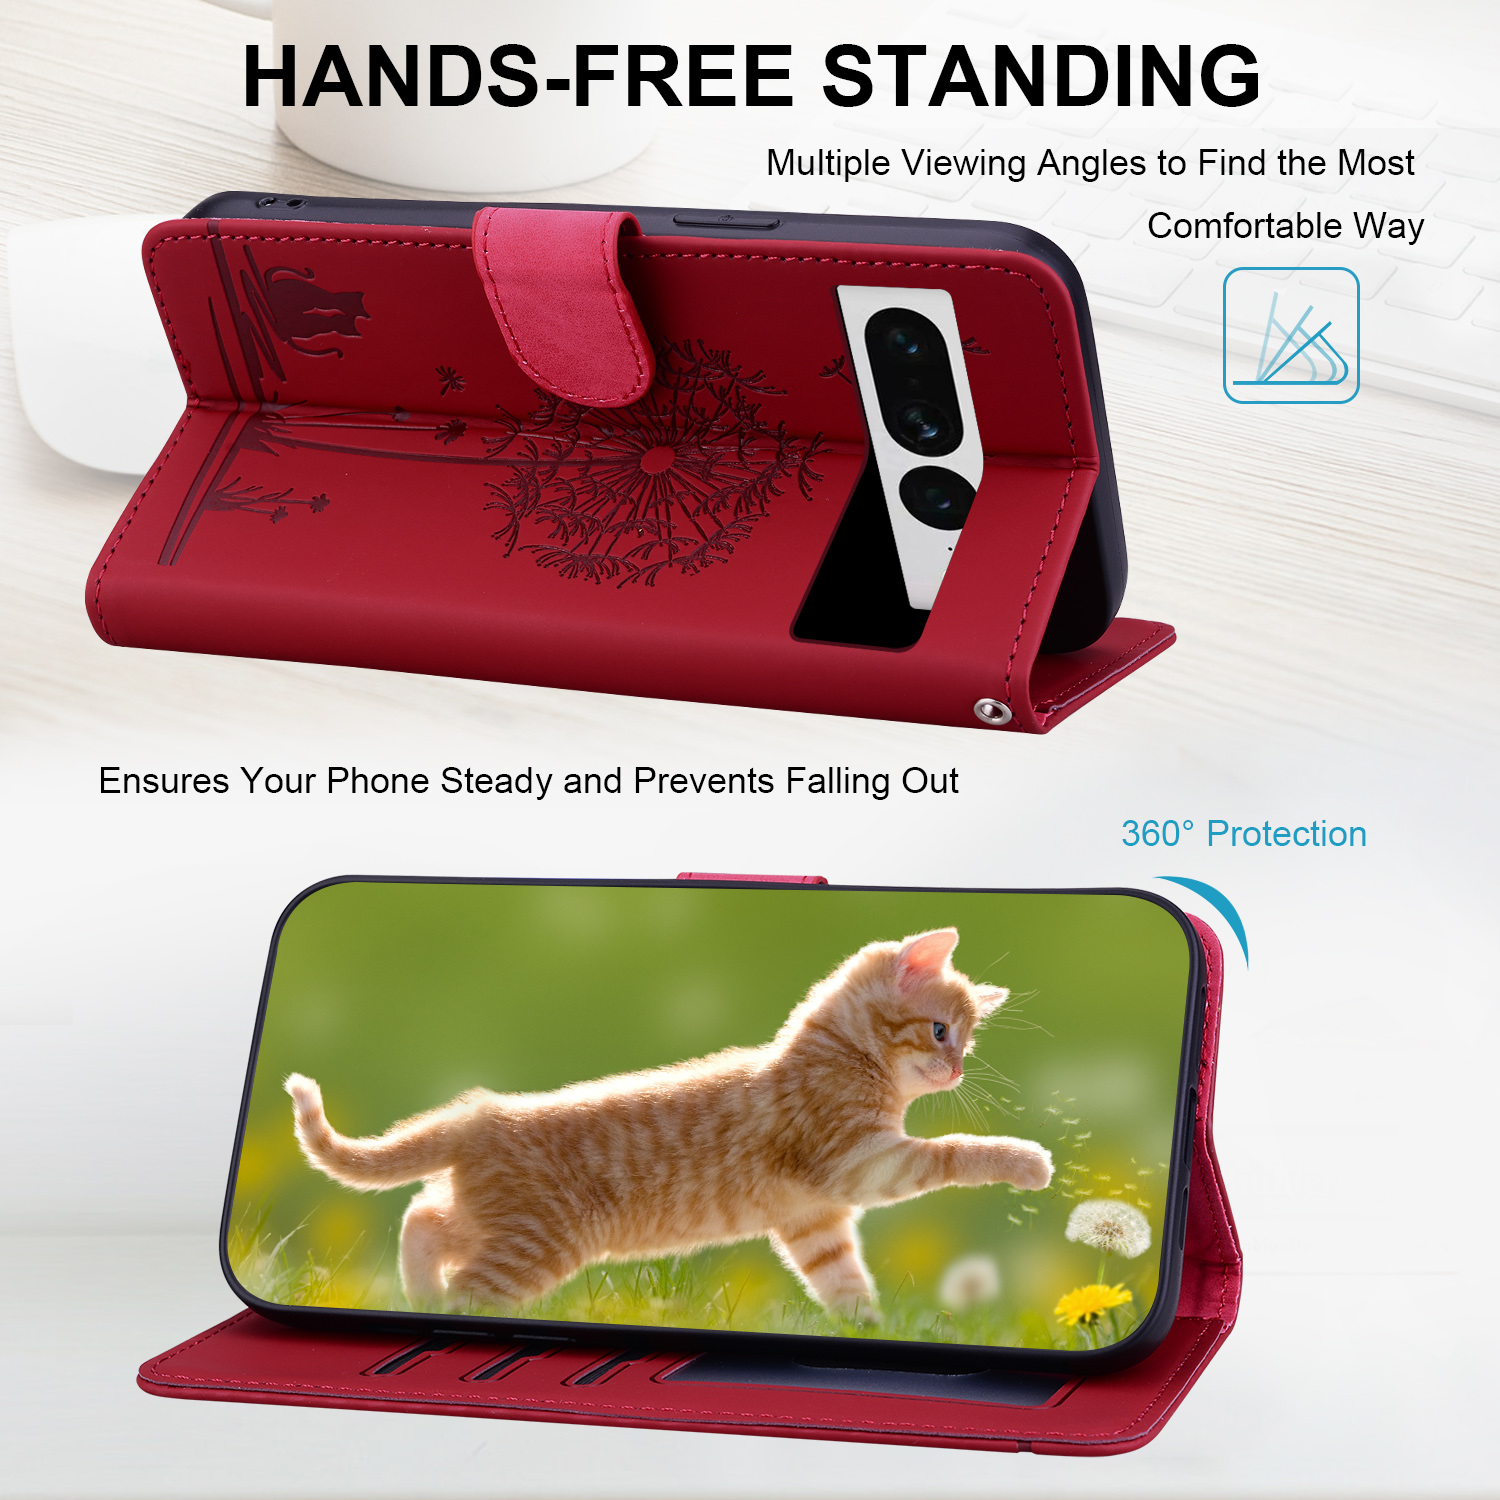 HANDS-FREE STANDING
Multiple Viewing Angles to Find the Most
Comfortable Way
Ensures Your Phone Steady and Prevents Falling Out
360° Protection